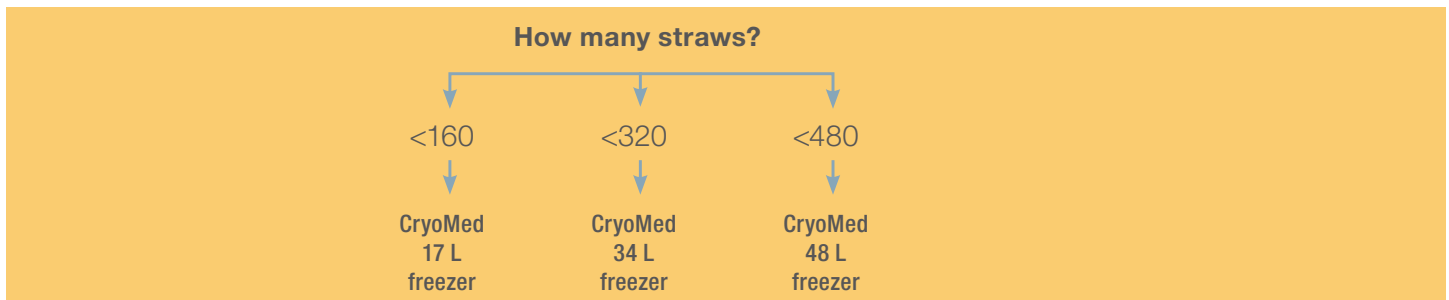 How many straws?
<160 <320 <480
CryoMed CryoMed CryoMed
17 L 34 L 48 L
freezer freezer freezer